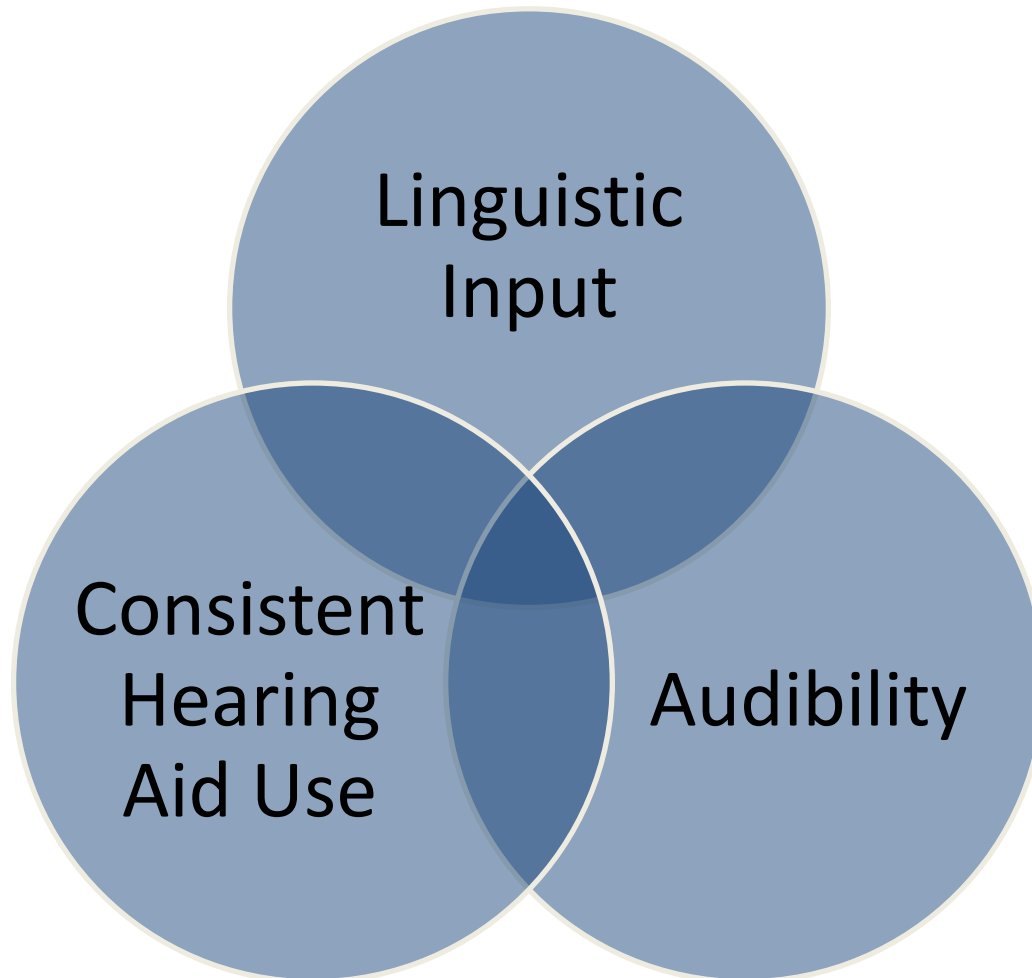 Linguistic
Input
Consistent
Hearing
Aid Use
Audibility